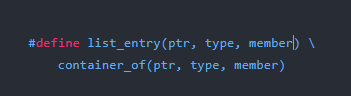 #define list_entry(ptr, type, member) \
container_of(ptr, type, member)